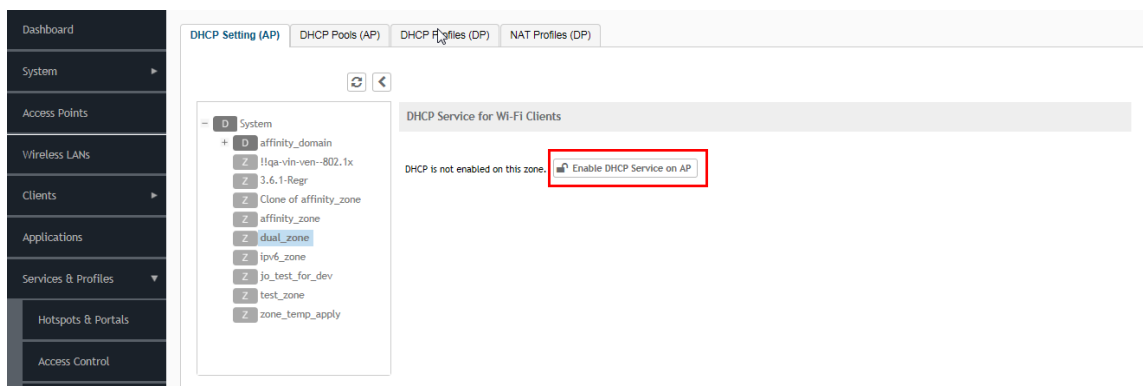 Dashboard
System
Access Points
Wireless LANs
Clients
Applications
Services & Profiles
Hotspots & Portals
Access Control
DHCP Setting (AP)
DHCP Pools (AP)
DHCP Profiles (DP)
NAT Profiles (DP)
D System
D affinity_domain
Z !!qa-vin-ven--802.1x
Z 3.6.1-Regr
Z Clone of affinity_zone
Z affinity_zone
Z dual_zone
Z ipv6_zone
Z jo_test_for_dev
Z test_zone
Z zone_temp_apply
DHCP Service for Wi-Fi Clients
DHCP is not enabled on this zone. Enable DHCP Service on AP